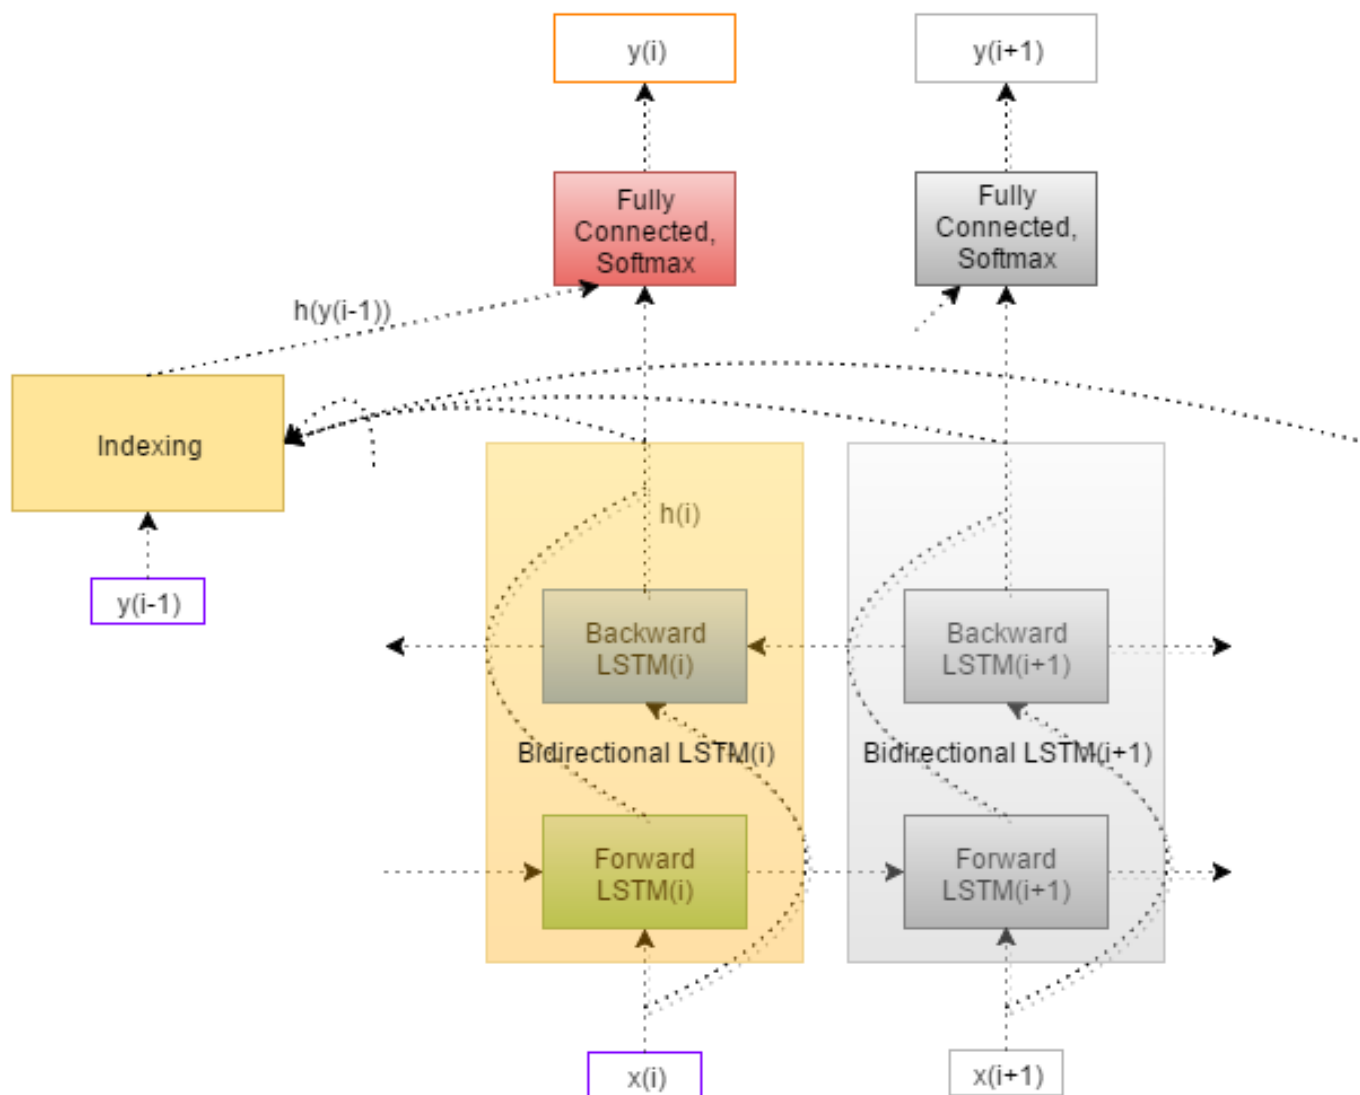 y(i)
y(i+1)
Fully
Connected,
Softmax
Fully
Connected,
Softmax
h(y(i-1))
Indexing
h(i)
y(i-1)
Backward
LSTM(i)
Backward
LSTM(i+1)
Bidirectional LSTM(i)
Bidirectional LSTM(i+1)
Forward
LSTM(i)
Forward
LSTM(i+1)
x(i)
x(i+1)